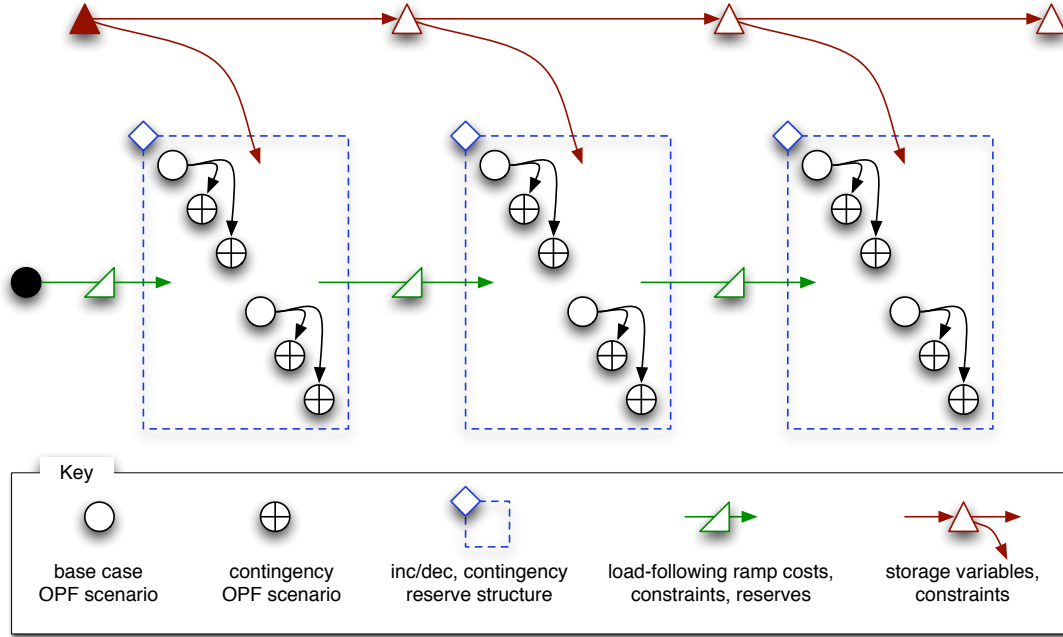 Key
base case
OPF scenario
contingency
OPF scenario
inc/dec, contingency
reserve structure
load-following ramp costs,
constraints, reserves
storage variables,
constraints